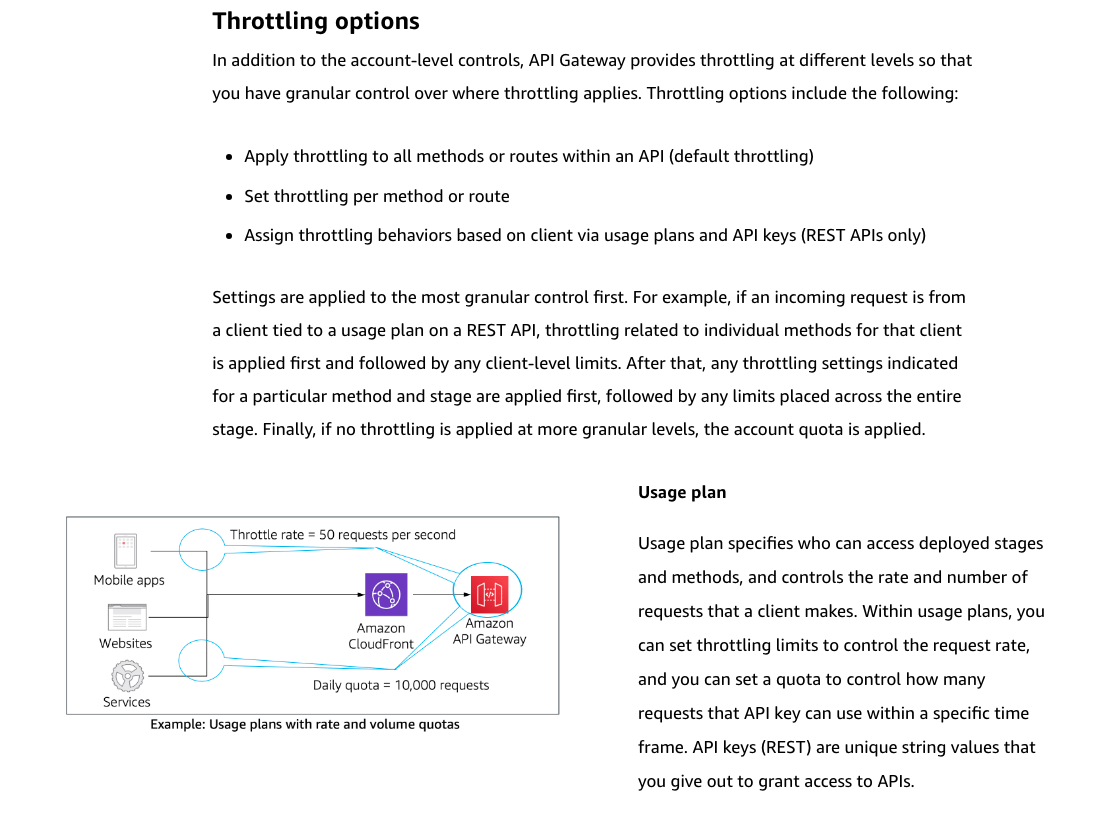 Throttling options
In addition to the account-level controls, API Gateway provides throttling at different levels so that
you have granular control over where throttling applies. Throttling options include the following:
• Apply throttling to all methods or routes within an API (default throttling)
• Set throttling per method or route
• Assign throttling behaviors based on client via usage plans and API keys (REST APIs only)
Settings are applied to the most granular control first. For example, if an incoming request is from
a client tied to a usage plan on a REST API, throttling related to individual methods for that client
is applied first and followed by any client-level limits. After that, any throttling settings indicated
for a particular method and stage are applied first, followed by any limits placed across the entire
stage. Finally, if no throttling is applied at more granular levels, the account quota is applied.
Throttle rate = 50 requests per second
Mobile apps
Websites
Services
Amazon
CloudFront
Amazon
API Gateway
Daily quota = 10,000 requests
Example: Usage plans with rate and volume quotas
Usage plan
Usage plan specifies who can access deployed stages
and methods, and controls the rate and number of
requests that a client makes. Within usage plans, you
can set throttling limits to control the request rate,
and you can set a quota to control how many
requests that API key can use within a specific time
frame. API keys (REST) are unique string values that
you give out to grant access to APIs.